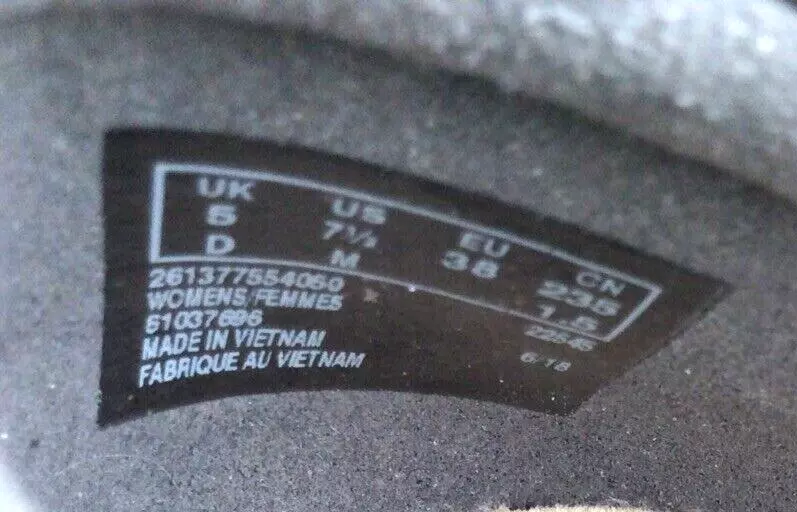 UK US EU CN
5 7½ 38 235
D M 1.5
261377554050
WOMENS/FEMMES
61037696
MADE IN VIETNAM
FABRIQUE AU VIETNAM
6/18